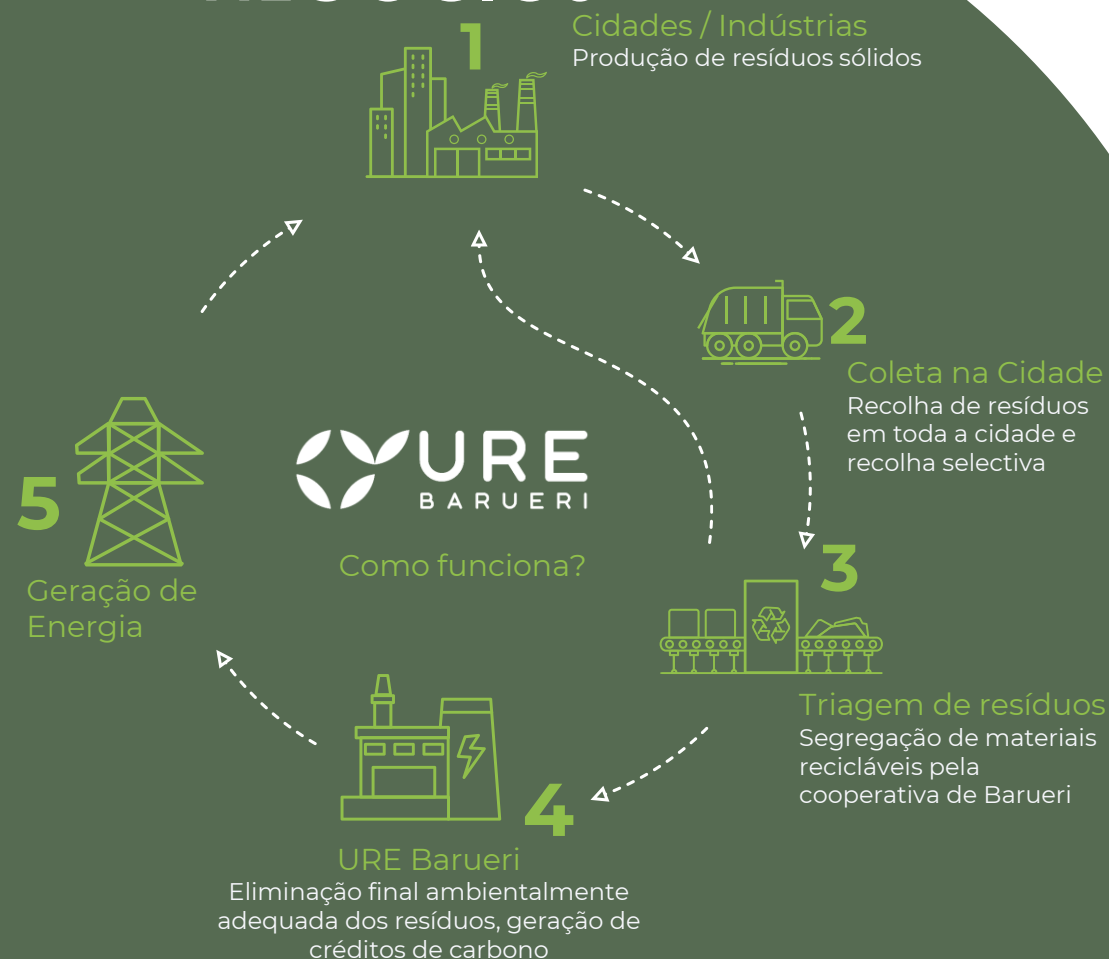 1
Cidades / Indústrias
Produção de resíduos sólidos
2
Coleta na Cidade
Recolha de resíduos
em toda a cidade e
recolha selectiva
3
Triagem de resíduos
Segregação de materiais
recicláveis pela
cooperativa de Barueri
4
URE Barueri
Eliminação final ambientalmente
adequada dos resíduos, geração de
créditos de carbono
5
Geração de
Energia
URE
BARUERI
Como funciona?